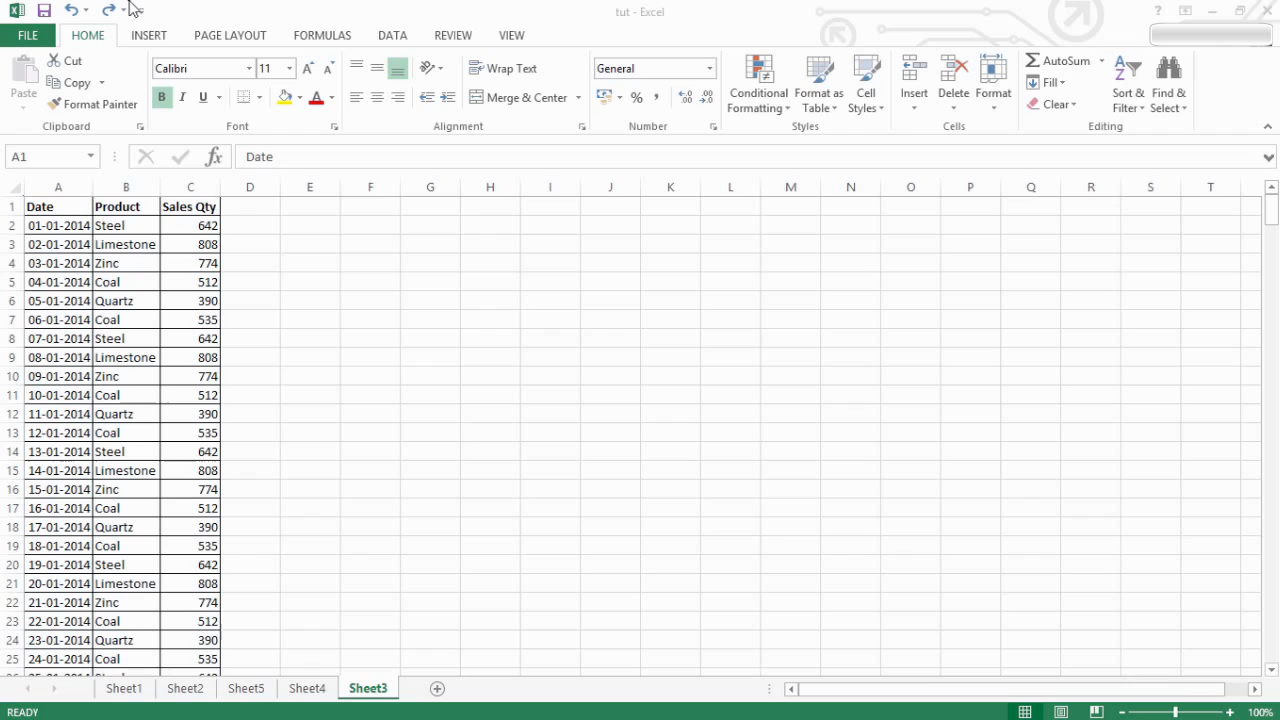 tut - Excel
?
FILE HOME INSERT PAGE LAYOUT FORMULAS DATA REVIEW VIEW
Paste
Cut
Copy
Format Painter
Clipboard
Calibri 11
B I U
Font
Wrap Text
Merge & Center
Alignment
General
% ,
Number
Conditional Formatting
Format as Table
Cell Styles
Styles
Insert
Delete
Format
Cells
AutoSum
Fill
Clear
Sort & Filter
Find & Select
Editing
A1 fx Date
A B C D E F G H I J K L M N O P Q R S T
1 Date Product Sales Qty
2 01-01-2014 Steel 642
3 02-01-2014 Limestone 808
4 03-01-2014 Zinc 774
5 04-01-2014 Coal 512
6 05-01-2014 Quartz 390
7 06-01-2014 Coal 535
8 07-01-2014 Steel 642
9 08-01-2014 Limestone 808
10 09-01-2014 Zinc 774
11 10-01-2014 Coal 512
12 11-01-2014 Quartz 390
13 12-01-2014 Coal 535
14 13-01-2014 Steel 642
15 14-01-2014 Limestone 808
16 15-01-2014 Zinc 774
17 16-01-2014 Coal 512
18 17-01-2014 Quartz 390
19 18-01-2014 Coal 535
20 19-01-2014 Steel 642
21 20-01-2014 Limestone 808
22 21-01-2014 Zinc 774
23 22-01-2014 Coal 512
24 23-01-2014 Quartz 390
25 24-01-2014 Coal 535
Sheet1 Sheet2 Sheet5 Sheet4 Sheet3
READY 100%